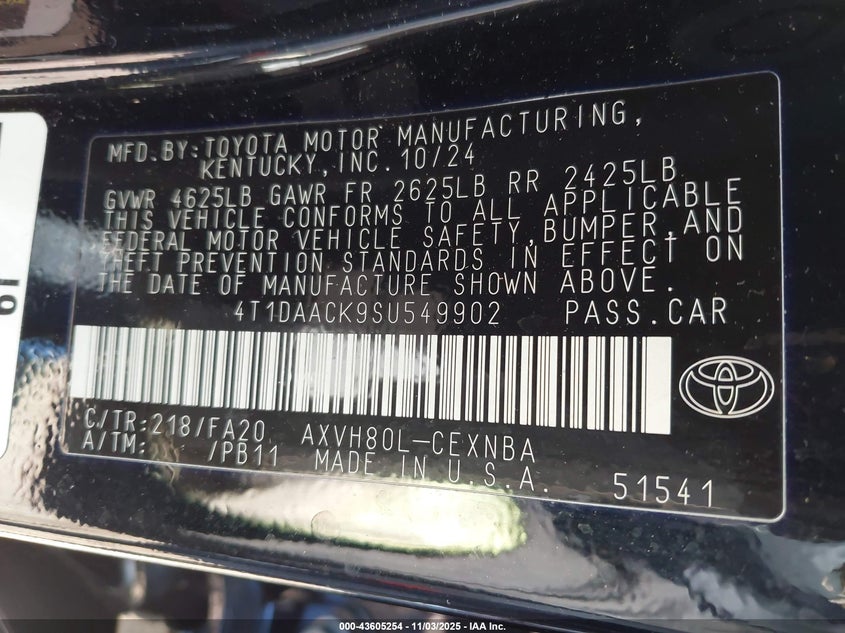 MFD.BY:TOYOTA MOTOR MANUFACTURING,
KENTUCKY,INC. 10/24
GVWR 4625LB GAWR FR 2625LB RR 2425LB
THIS VEHICLE CONFORMS TO ALL APPLICABLE
FEDERAL MOTOR VEHICLE SAFETY,BUMPER,AND
THEFT PREVENTION STANDARDS IN EFFECT ON
THE DATE OF MANUFACTURE SHOWN ABOVE.
4T1DAACK9SU549902 PASS.CAR
C/TR:218/FA20 AXVH80L-CEXNBA
A/TM: /PB11 MADE IN U.S.A. 51541
000-43605254 - 11/03/2025 - IAA Inc.